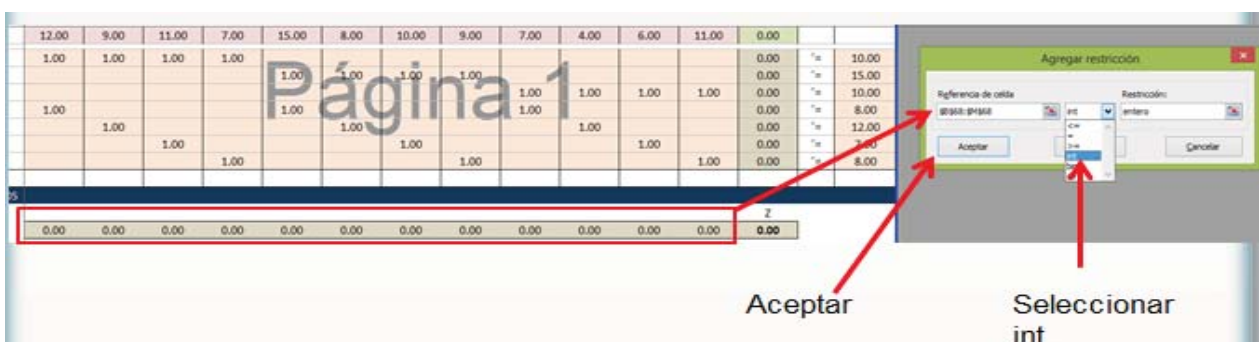 12.00 9.00 11.00 7.00 15.00 8.00 10.00 9.00 7.00 4.00 6.00 11.00 0.00
1.00 1.00 1.00 1.00 0.00 "= 10.00
1.00 1.00 1.00 1.00 0.00 "= 15.00
1.00 1.00 1.00 1.00 0.00 "= 10.00
1.00 1.00 1.00 0.00 "= 8.00
1.00 1.00 1.00 0.00 "= 12.00
1.00 1.00 1.00 0.00 "=
1.00 1.00 1.00 0.00 "= 8.00
Página 1
Z
0.00 0.00 0.00 0.00 0.00 0.00 0.00 0.00 0.00 0.00 0.00 0.00 0.00
Agregar restricción
Referencia de celda Restricción:
$B$68:$M$68 int entero
<=
=
>=
int
Aceptar Cancelar
Aceptar
Seleccionar
int